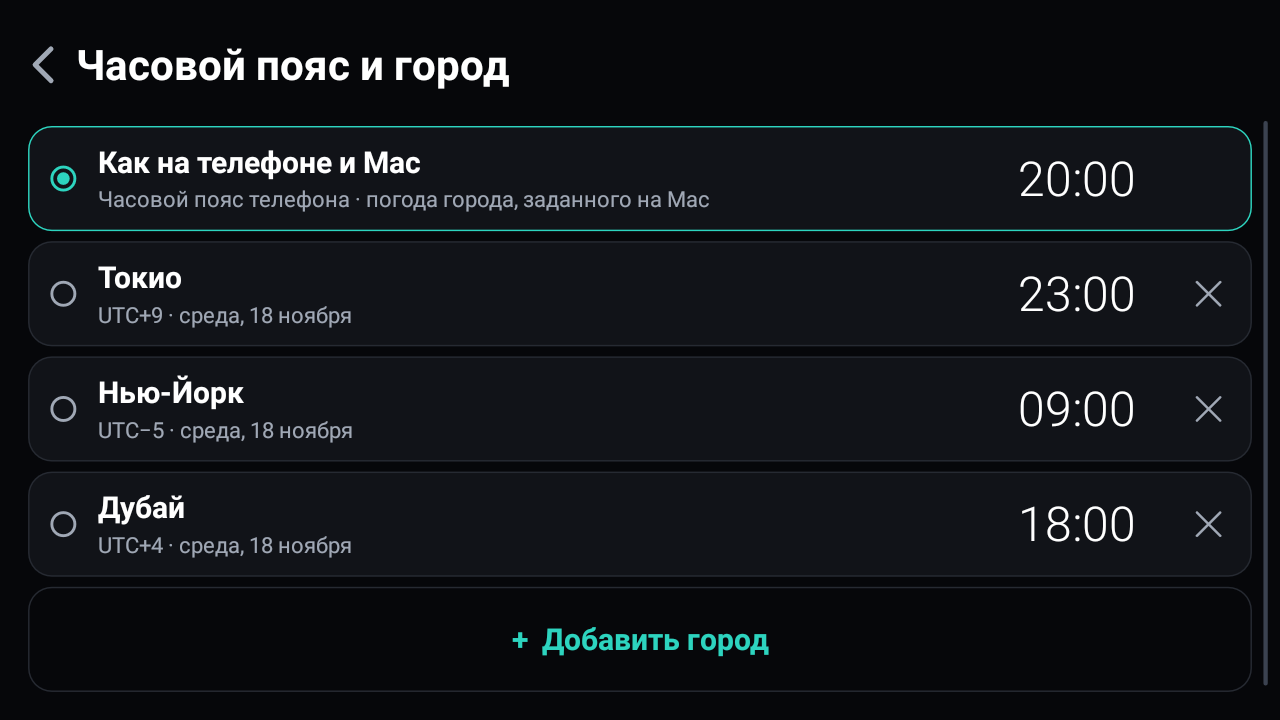 Часовой пояс и город
Как на телефоне и Mac
Часовой пояс телефона · погода города, заданного на Mac
20:00
Токио
UTC+9 · среда, 18 ноября
23:00
Нью-Йорк
UTC−5 · среда, 18 ноября
09:00
Дубай
UTC+4 · среда, 18 ноября
18:00
+ Добавить город